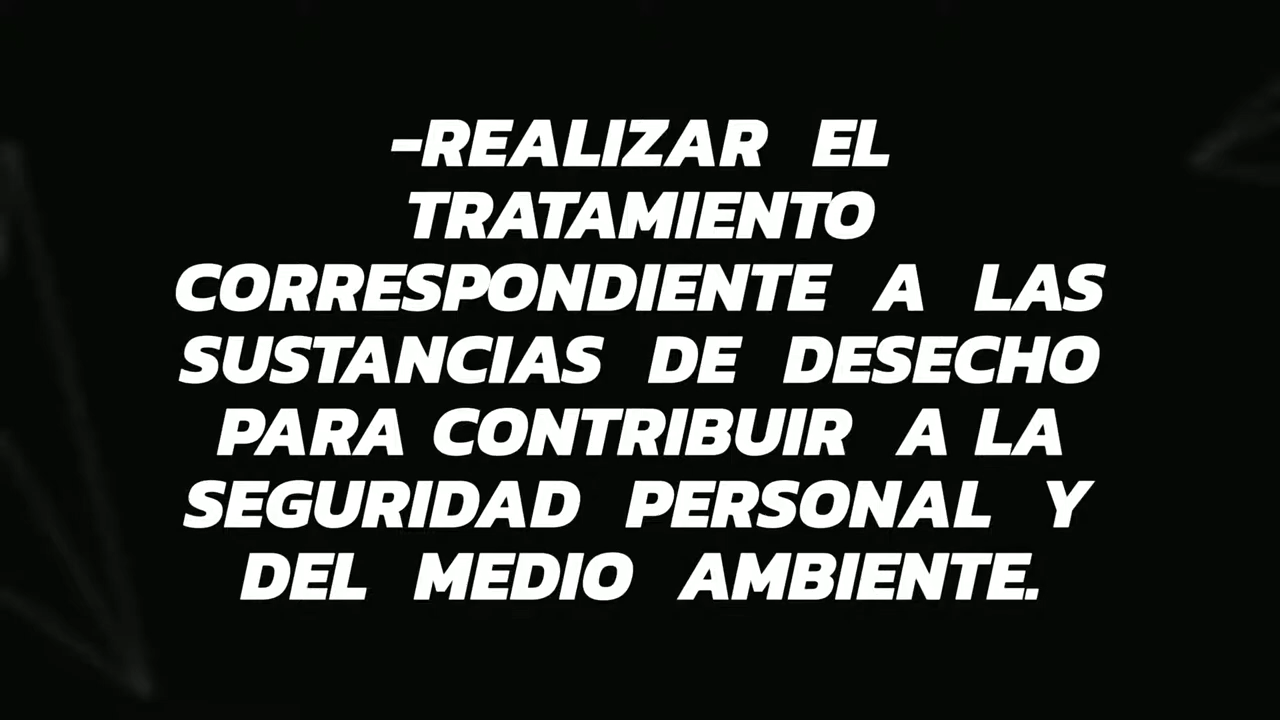 -REALIZAR EL
TRATAMIENTO
CORRESPONDIENTE A LAS
SUSTANCIAS DE DESECHO
PARA CONTRIBUIR A LA
SEGURIDAD PERSONAL Y
DEL MEDIO AMBIENTE.